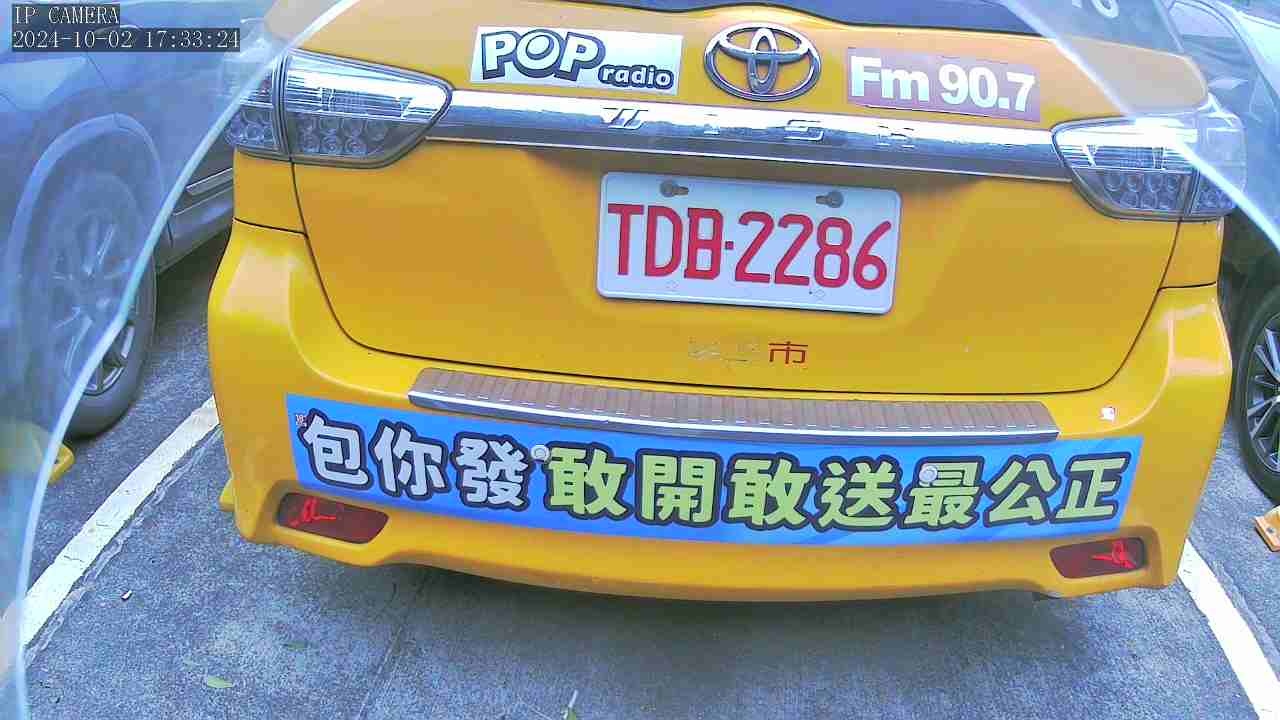 IP CAMERA
2024-10-02 17:33:24
POP radio
Fm 90.7
WISH
TDB-2286
市
包你發 敢開敢送最公正